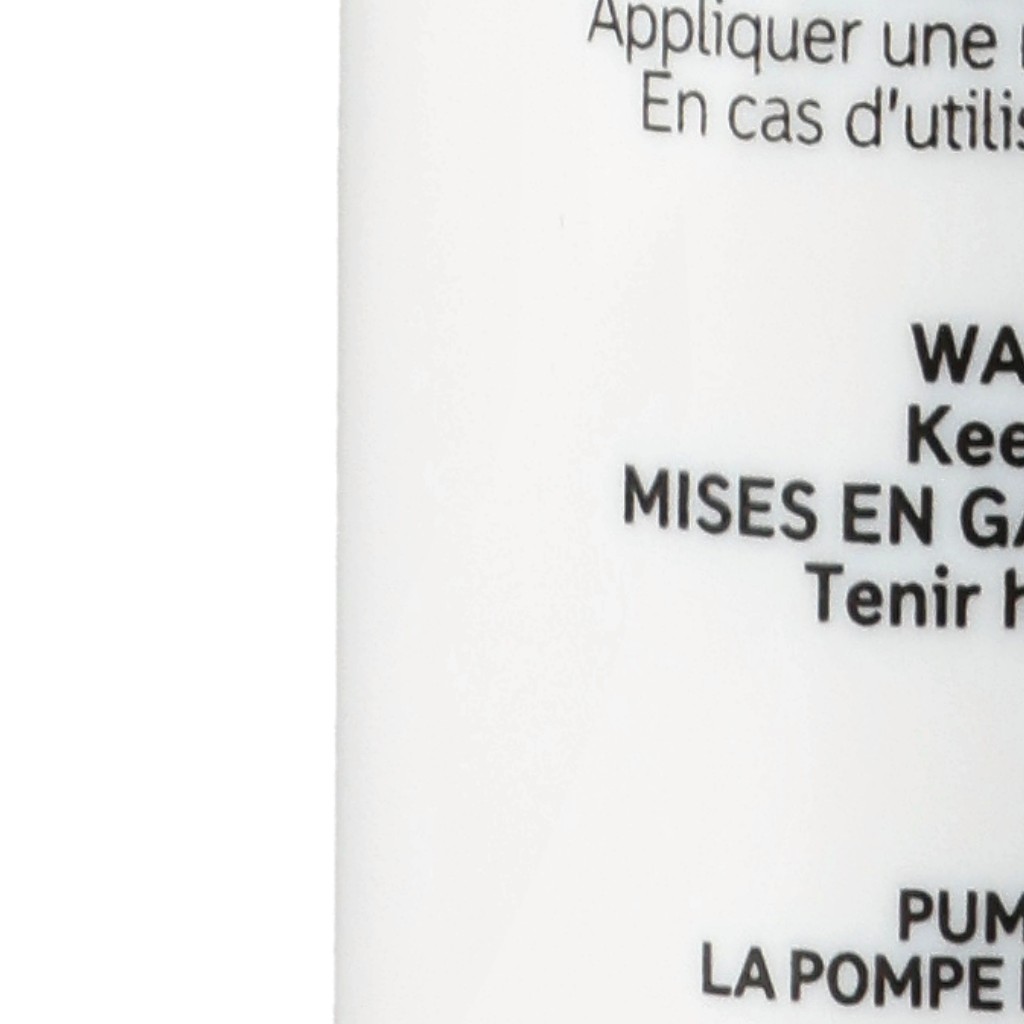 Appliquer une
En cas d'utilis
WA
Kee
MISES EN GA
Tenir h
PUM
LA POMPE